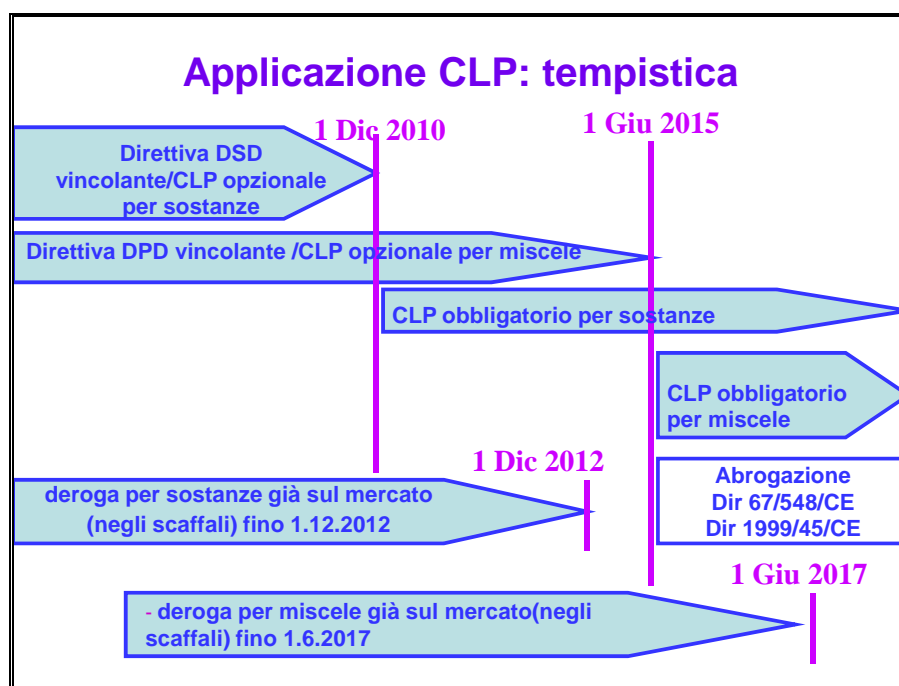 Applicazione CLP: tempistica
1 Dic 2010
1 Giu 2015
Direttiva DSD
vincolante/CLP opzionale
per sostanze
Direttiva DPD vincolante /CLP opzionale per miscele
CLP obbligatorio per sostanze
CLP obbligatorio
per miscele
1 Dic 2012
deroga per sostanze già sul mercato
(negli scaffali) fino 1.12.2012
Abrogazione
Dir 67/548/CE
Dir 1999/45/CE
1 Giu 2017
- deroga per miscele già sul mercato(negli
scaffali) fino 1.6.2017